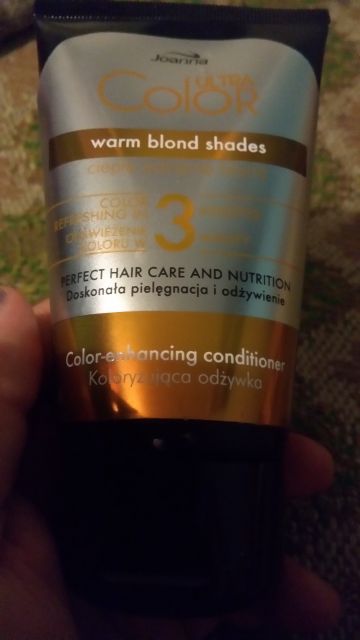 Joanna
ULTRA
COLOR
warm blond shades
ciepłe
COLOR
REFRESHING IN
ODŚWIEŻENIE
KOLORU W
3
PERFECT HAIR CARE AND NUTRITION
Doskonała pielęgnacja i odżywienie
Color-enhancing conditioner
Koloryzująca odżywka